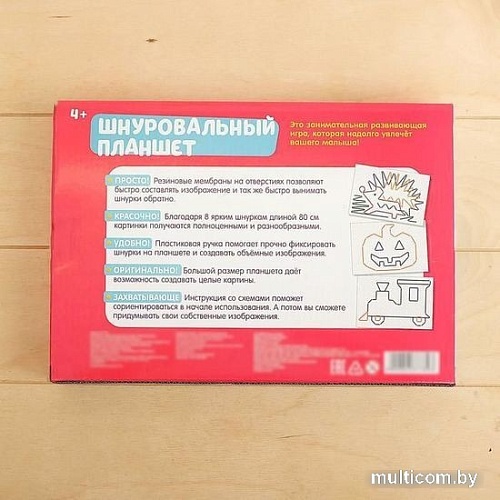 4+
ШНУРОВАЛЬНЫЙ
ПЛАНШЕТ
Это занимательная развивающая
игра, которая надолго увлечёт
вашего малыша!
ПРОСТО! Резиновые мембраны на отверстиях позволяют
быстро составлять изображение и так же быстро вынимать
шнурки обратно.
КРАСОЧНО! Благодаря 8 ярким шнуркам длиной 80 см
картинки получаются полноценными и разнообразными.
УДОБНО! Пластиковая ручка помогает прочно фиксировать
шнурки на планшете и создавать объёмные изображения.
ОРИГИНАЛЬНО! Большой размер планшета даёт
возможность создавать целые картины.
ЗАХВАТЫВАЮЩЕ Инструкция со схемами поможет
сориентироваться в начале использования. А потом вы сможете
придумывать свои собственные изображения.
multicom.by